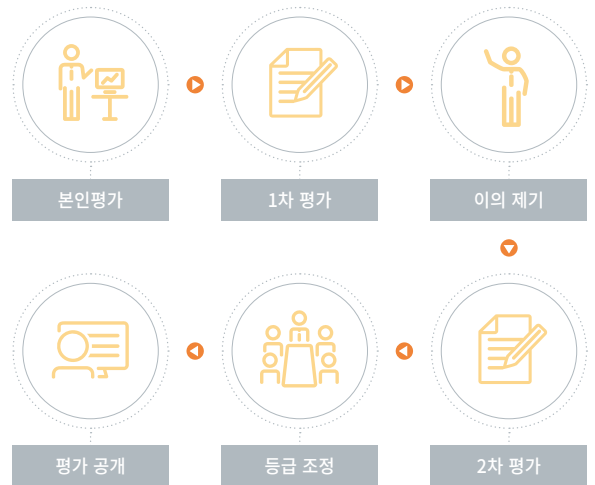 본인평가
1차 평가
이의 제기
2차 평가
등급 조정
평가 공개